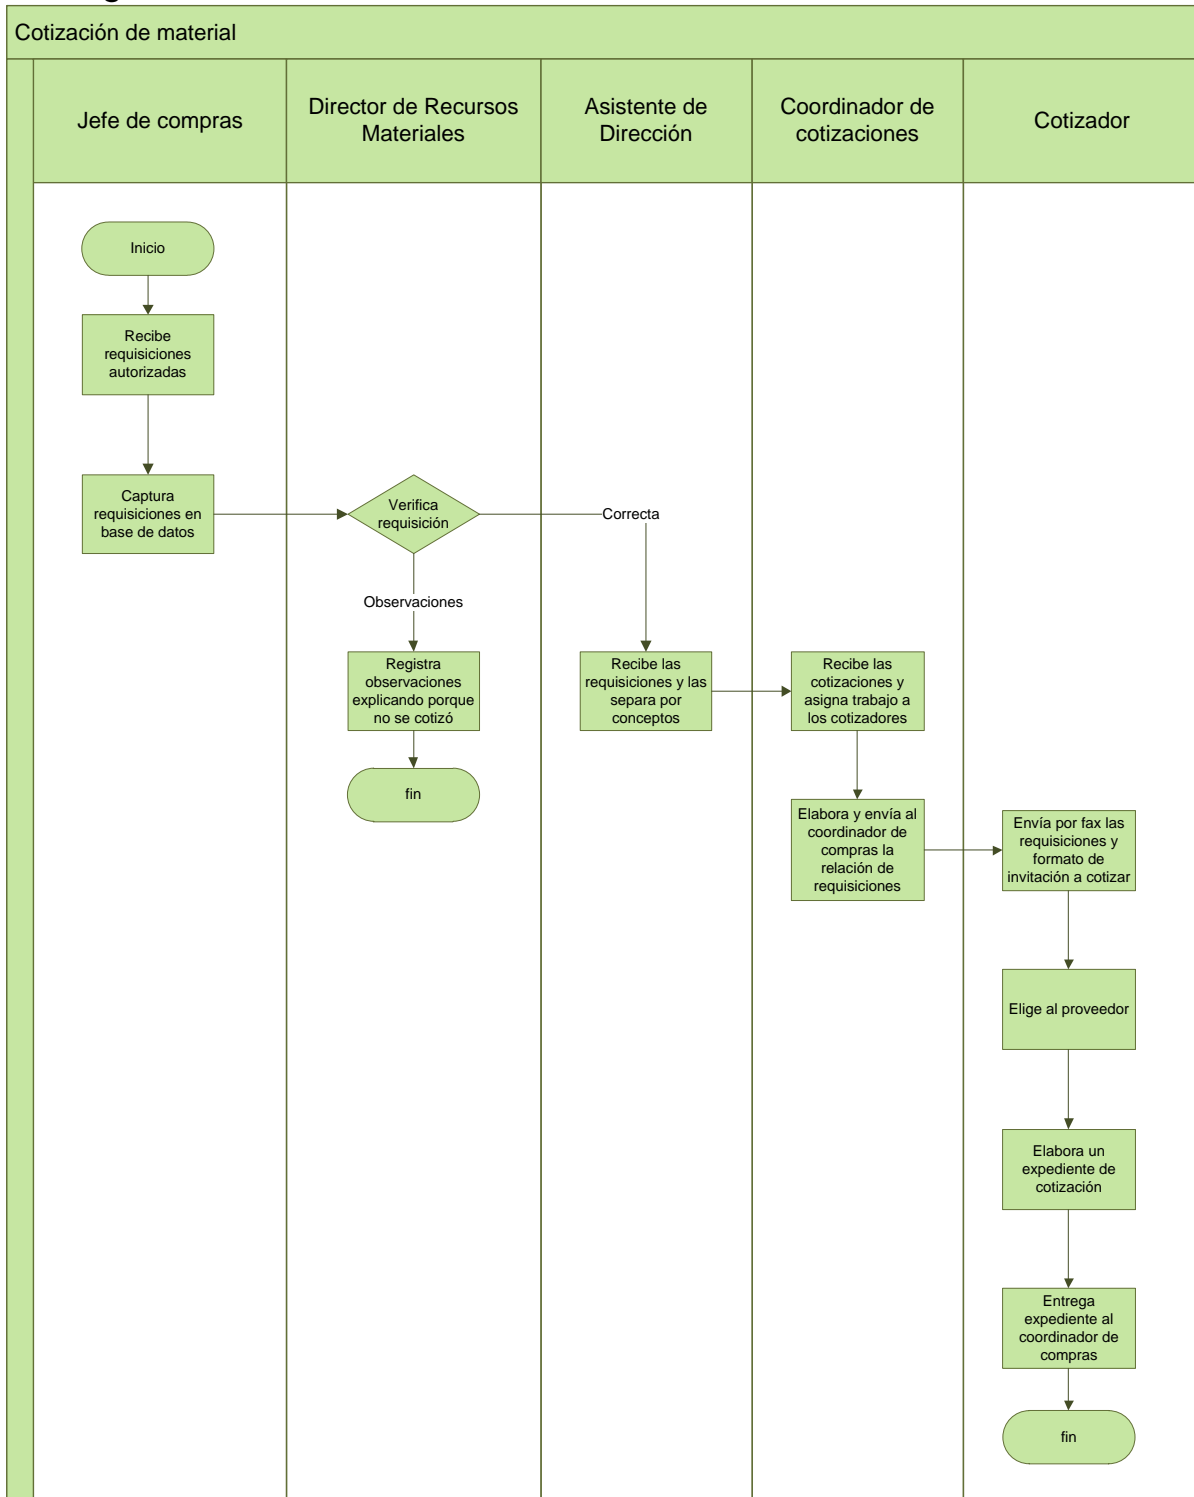 Cotización de material
Jefe de compras
Director de Recursos
Materiales
Asistente de
Dirección
Coordinador de
cotizaciones
Cotizador
Inicio
Recibe
requisiciones
autorizadas
Captura
requisiciones en
base de datos
Verifica
requisición
Correcta
Observaciones
Registra
observaciones
explicando porque
no se cotizó
fin
Recibe las
requisiciones y las
separa por
conceptos
Recibe las
cotizaciones y
asigna trabajo a
los cotizadores
Elabora y envía al
coordinador de
compras la
relación de
requisiciones
Envía por fax las
requisiciones y
formato de
invitación a cotizar
Elige al proveedor
Elabora un
expediente de
cotización
Entrega
expediente al
coordinador de
compras
fin